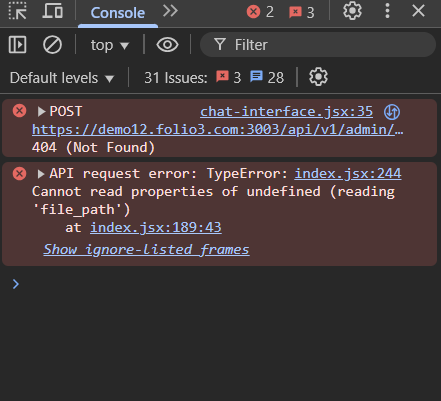 Console 2 3
top Filter
Default levels 31 Issues: 3 28
POST chat-interface.jsx:35
https://demo12.folio3.com:3003/api/v1/admin/…
404 (Not Found)
API request error: TypeError: index.jsx:244
Cannot read properties of undefined (reading
'file_path')
at index.jsx:189:43
Show ignore-listed frames